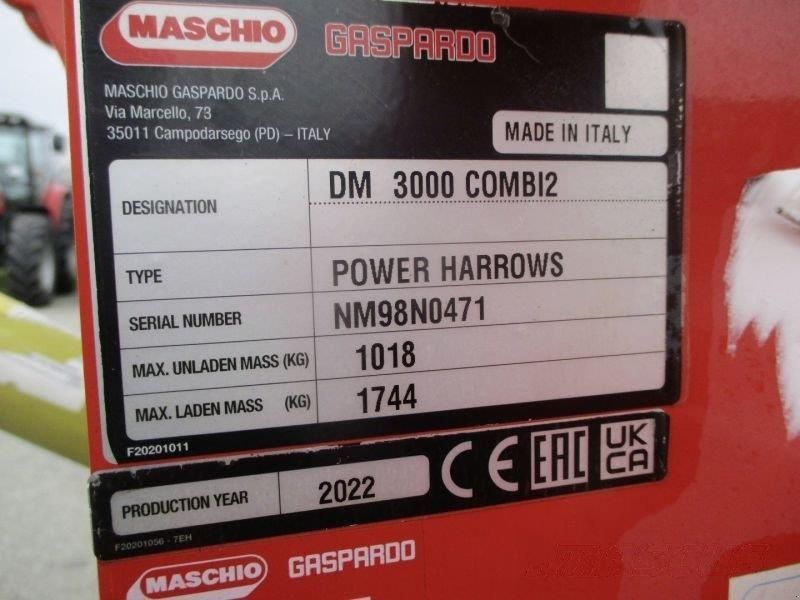 MASCHIO GASPARDO
MASCHIO GASPARDO S.p.A.
Via Marcello, 73
35011 Campodarsego (PD) – ITALY
MADE IN ITALY
DESIGNATION DM 3000 COMBI2
TYPE POWER HARROWS
SERIAL NUMBER NM98N0471
MAX. UNLADEN MASS (KG) 1018
MAX. LADEN MASS (KG) 1744
F20201011
PRODUCTION YEAR 2022 CE EAC UK CA
F20201056 - 7EH
MASCHIO GASPARDO